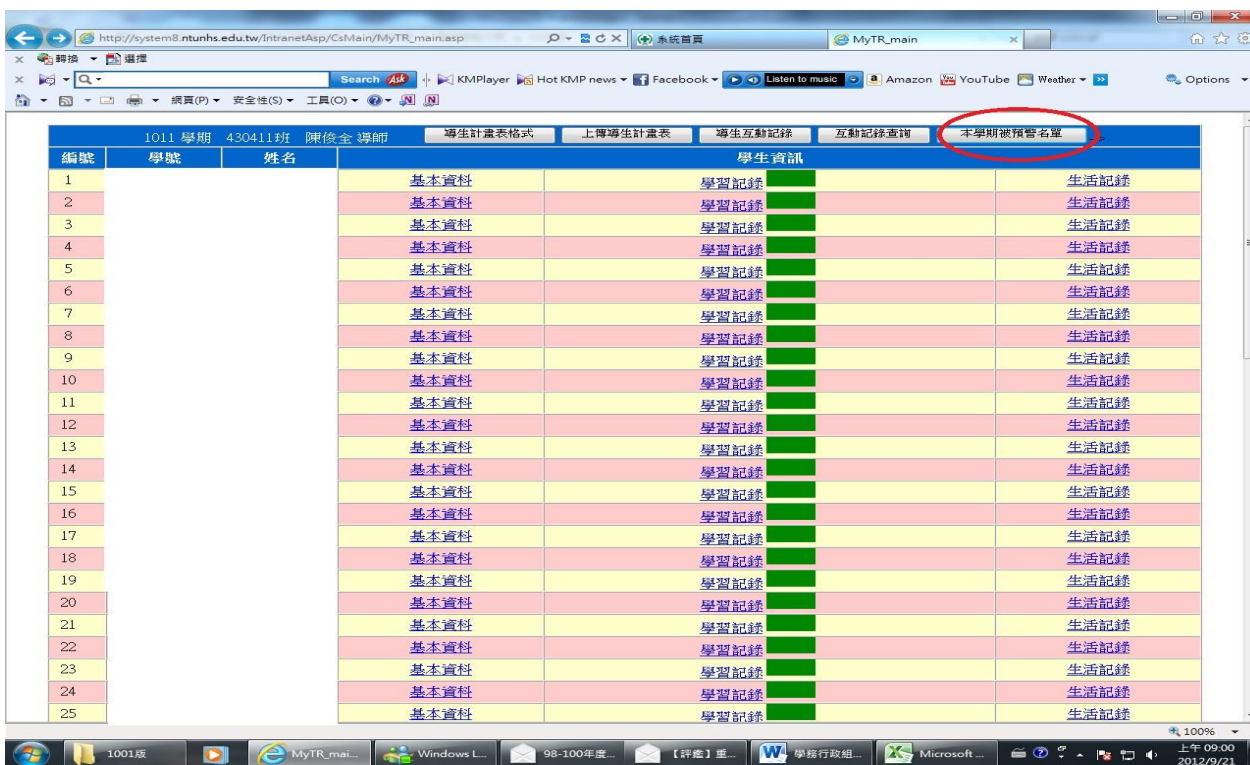 http://system8.ntunhs.edu.tw/IntranetAsp/CsMain/MyTR_main.asp
系統首頁
MyTR_main
轉換 選擇
Search Ask KMPlayer Hot KMP news Facebook Listen to music Amazon YouTube Weather Options
網頁(P) 安全性(S) 工具(O)
1011 學期 430411班 陳俊全 導師 導生計畫表格式 上傳導生計畫表 導生互動記錄 互動記錄查詢 本學期被預警名單
編號 學號 姓名 學生資訊
1 基本資料 學習記錄 生活記錄
2 基本資料 學習記錄 生活記錄
3 基本資料 學習記錄 生活記錄
4 基本資料 學習記錄 生活記錄
5 基本資料 學習記錄 生活記錄
6 基本資料 學習記錄 生活記錄
7 基本資料 學習記錄 生活記錄
8 基本資料 學習記錄 生活記錄
9 基本資料 學習記錄 生活記錄
10 基本資料 學習記錄 生活記錄
11 基本資料 學習記錄 生活記錄
12 基本資料 學習記錄 生活記錄
13 基本資料 學習記錄 生活記錄
14 基本資料 學習記錄 生活記錄
15 基本資料 學習記錄 生活記錄
16 基本資料 學習記錄 生活記錄
17 基本資料 學習記錄 生活記錄
18 基本資料 學習記錄 生活記錄
19 基本資料 學習記錄 生活記錄
20 基本資料 學習記錄 生活記錄
21 基本資料 學習記錄 生活記錄
22 基本資料 學習記錄 生活記錄
23 基本資料 學習記錄 生活記錄
24 基本資料 學習記錄 生活記錄
25 基本資料 學習記錄 生活記錄
100%
1001版 MyTR_mai... Windows L... 98-100年度... 【評鑑】重... 學務行政組... Microsoft ... 上午 09:00
2012/9/21